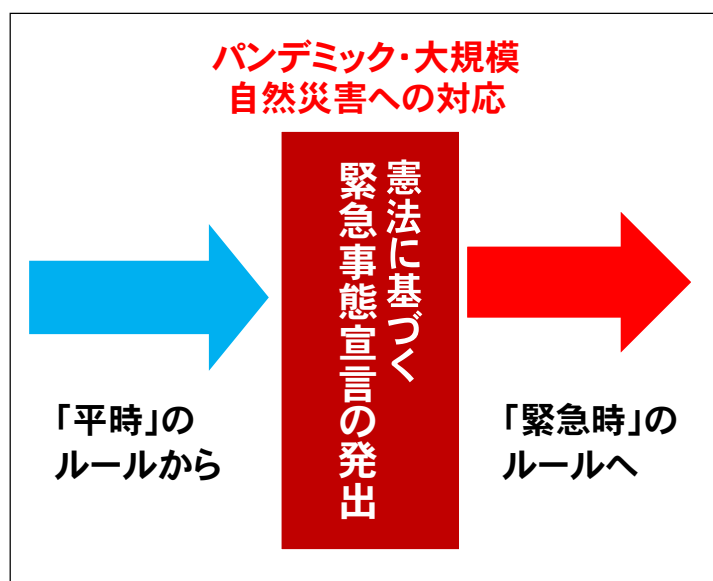 パンデミック・大規模
自然災害への対応
憲法に基づく
緊急事態宣言の発出
「平時」の
ルールから
「緊急時」の
ルールへ